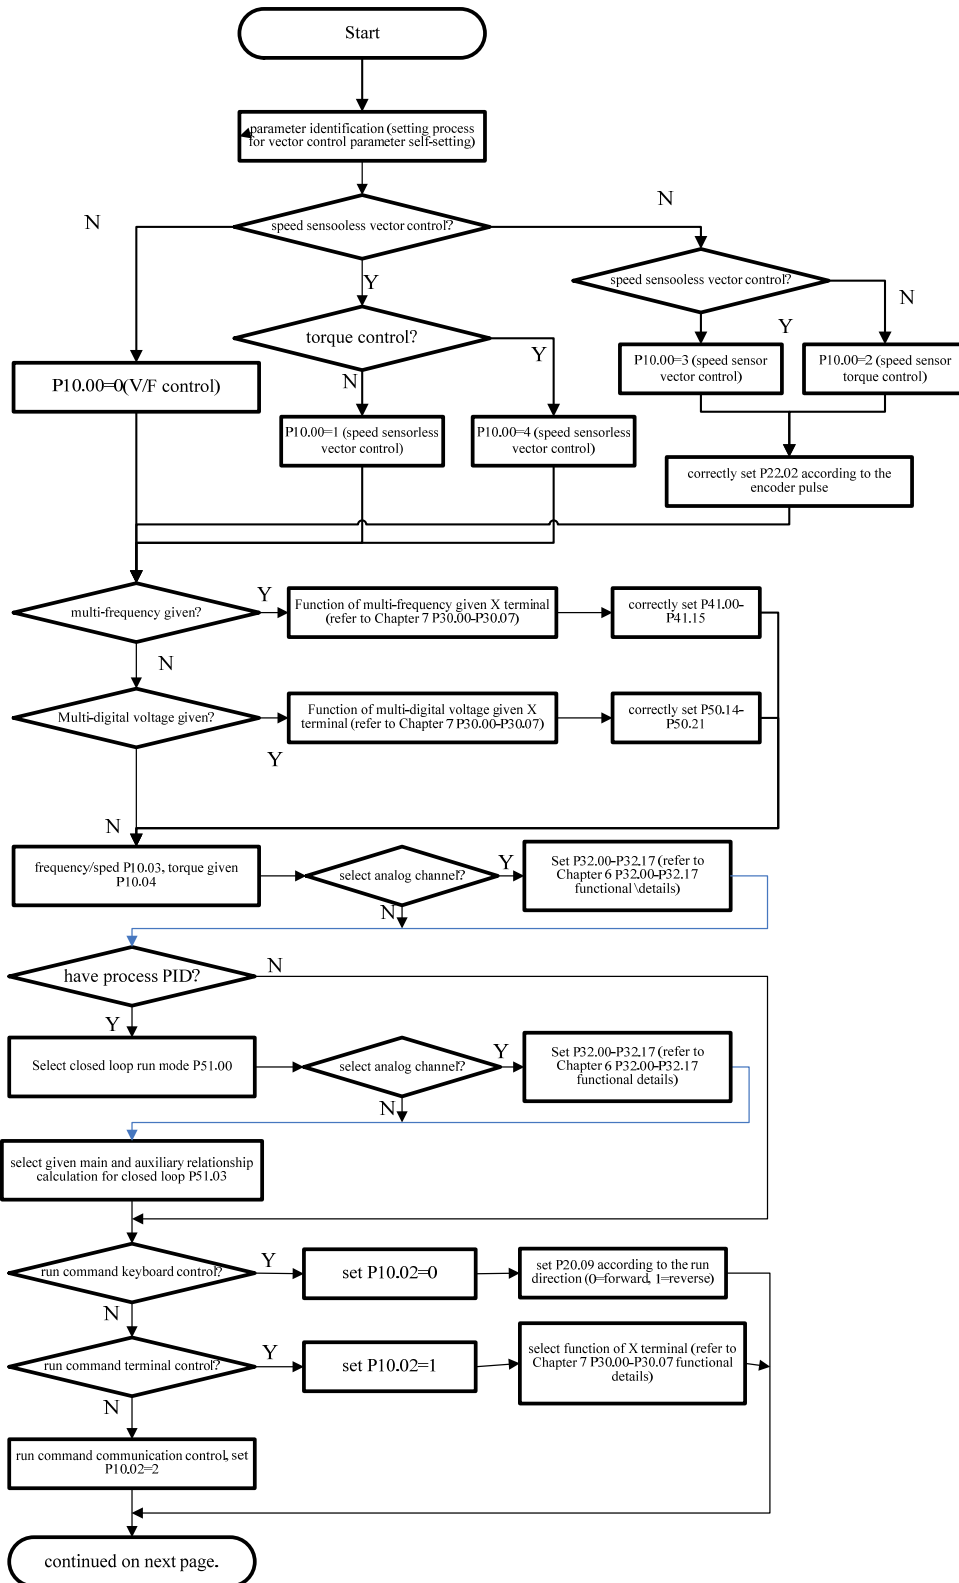 Start
parameter identification (setting process
for vector control parameter self-setting)
N
speed sensooless vector control?
N
speed sensooless vector control?
Y
N
torque control?
Y
Y
N
P10.00=0(V/F control)
P10.00=3 (speed sensor
vector control)
P10.00=2 (speed sensor
torque control)
P10.00=1 (speed sensorless
vector control)
P10.00=4 (speed sensorless
vector control)
correctly set P22.02 according to the
encoder pulse
multi-frequency given?
Y
Function of multi-frequency given X terminal
(refer to Chapter 7 P30.00-P30.07)
correctly set P41.00-
P41.15
N
Multi-digital voltage given?
Y
Function of multi-digital voltage given X
terminal (refer to Chapter 7 P30.00-P30.07)
correctly set P50.14-
P50.21
N
frequency/sped P10.03, torque given
P10.04
select analog channel?
Y
Set P32.00-P32.17 (refer to
Chapter 6 P32.00-P32.17
functional \details)
N
have process PID?
N
Y
Select closed loop run mode P51.00
select analog channel?
Y
Set P32.00-P32.17 (refer to
Chapter 6 P32.00-P32.17
functional details)
N
select given main and auxiliary relationship
calculation for closed loop P51.03
run command keyboard control?
Y
set P10.02=0
set P20.09 according to the run
direction (0=forward, 1=reverse)
N
run command terminal control?
Y
set P10.02=1
select function of X terminal (refer to
Chapter 7 P30.00-P30.07 functional
details)
N
run command communication control, set
P10.02=2
continued on next page.